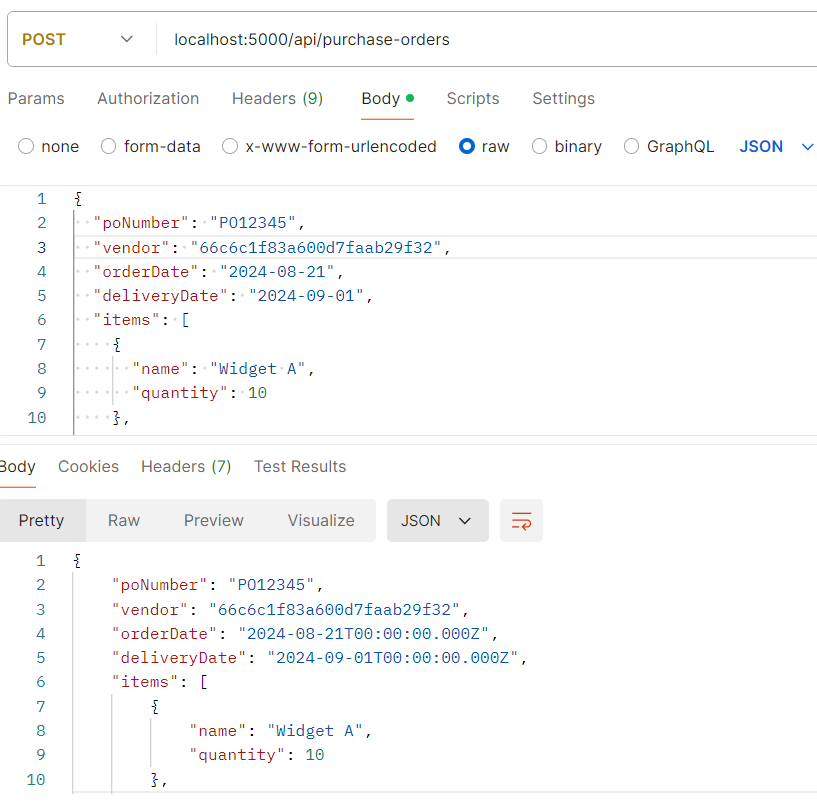 POST localhost:5000/api/purchase-orders
Params Authorization Headers (9) Body Scripts Settings
none form-data x-www-form-urlencoded raw binary GraphQL JSON
1 {
2 "poNumber": "PO12345",
3 "vendor": "66c6c1f83a600d7faab29f32",
4 "orderDate": "2024-08-21",
5 "deliveryDate": "2024-09-01",
6 "items": [
7 {
8 "name": "Widget A",
9 "quantity": 10
10 },
Body Cookies Headers (7) Test Results
Pretty Raw Preview Visualize JSON
1 {
2 "poNumber": "PO12345",
3 "vendor": "66c6c1f83a600d7faab29f32",
4 "orderDate": "2024-08-21T00:00:00.000Z",
5 "deliveryDate": "2024-09-01T00:00:00.000Z",
6 "items": [
7 {
8 "name": "Widget A",
9 "quantity": 10
10 },